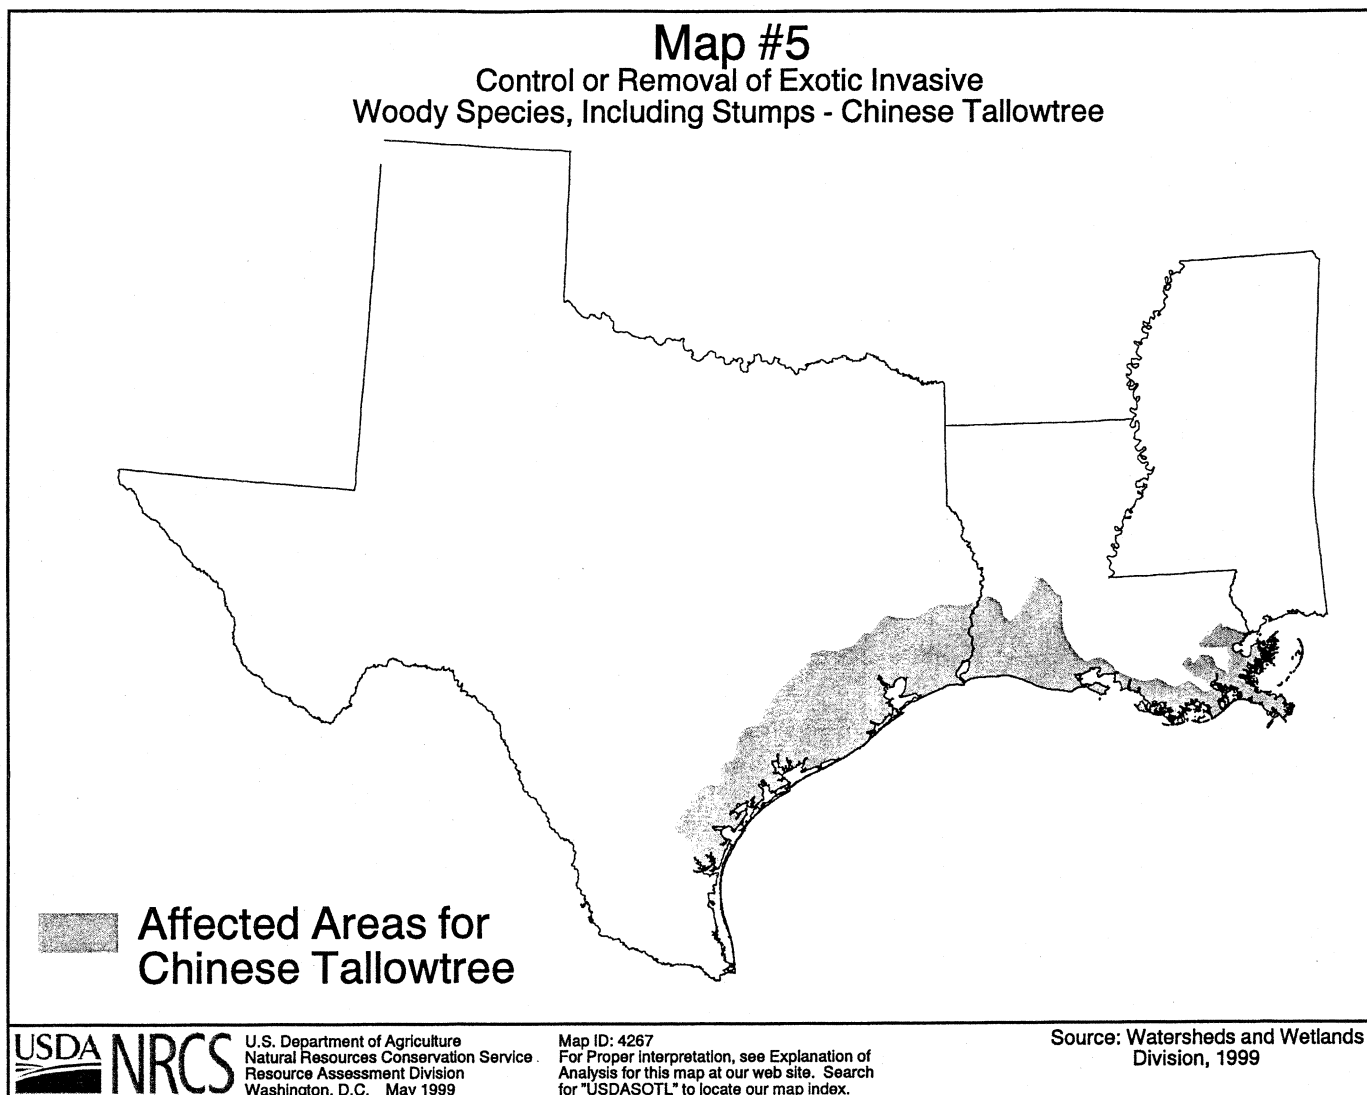 Map #5
Control or Removal of Exotic Invasive
Woody Species, Including Stumps - Chinese Tallowtree
Affected Areas for
Chinese Tallowtree
USDA NRCS
U.S. Department of Agriculture
Natural Resources Conservation Service
Resource Assessment Division
Washington, D.C. May 1999
Map ID: 4267
For Proper interpretation, see Explanation of
Analysis for this map at our web site. Search
for "USDASOTL" to locate our map index.
Source: Watersheds and Wetlands
Division, 1999